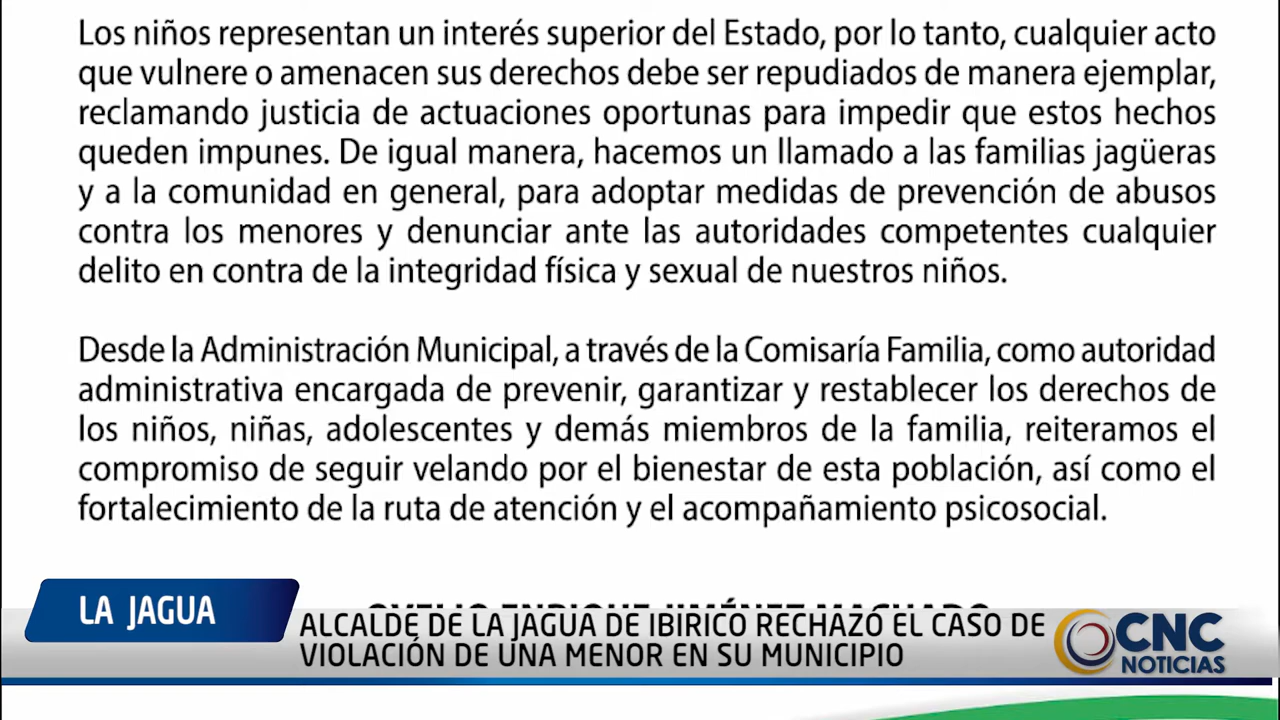 Los niños representan un interés superior del Estado, por lo tanto, cualquier acto
que vulnere o amenacen sus derechos debe ser repudiados de manera ejemplar,
reclamando justicia de actuaciones oportunas para impedir que estos hechos
queden impunes. De igual manera, hacemos un llamado a las familias jagüeras
y a la comunidad en general, para adoptar medidas de prevención de abusos
contra los menores y denunciar ante las autoridades competentes cualquier
delito en contra de la integridad física y sexual de nuestros niños.
Desde la Administración Municipal, a través de la Comisaría Familia, como autoridad
administrativa encargada de prevenir, garantizar y restablecer los derechos de
los niños, niñas, adolescentes y demás miembros de la familia, reiteramos el
compromiso de seguir velando por el bienestar de esta población, así como el
fortalecimiento de la ruta de atención y el acompañamiento psicosocial.
LA JAGUA
ALCALDE DE LA JAGUA DE IBIRICO RECHAZÓ EL CASO DE
VIOLACIÓN DE UNA MENOR EN SU MUNICIPIO
CNC
NOTICIAS